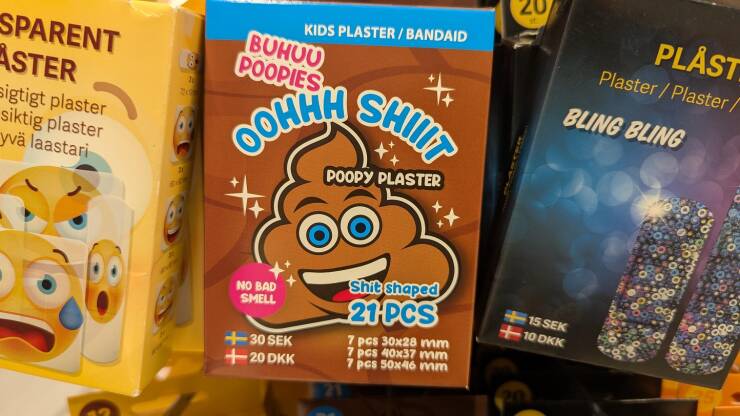 SPARENT
ÅSTER
sigtigt plaster
siktig plaster
yvä laastari
KIDS PLASTER / BANDAID
BUHUU
POOPIES
OOHHH SHIIIT
POOPY PLASTER
NO BAD
SMELL
Shit shaped
21 PCS
30 SEK
20 DKK
7 pcs 30x28 mm
7 pcs 40x37 mm
7 pcs 50x46 mm
20
PLÅST
Plaster / Plaster /
BLING BLING
15 SEK
10 DKK
20